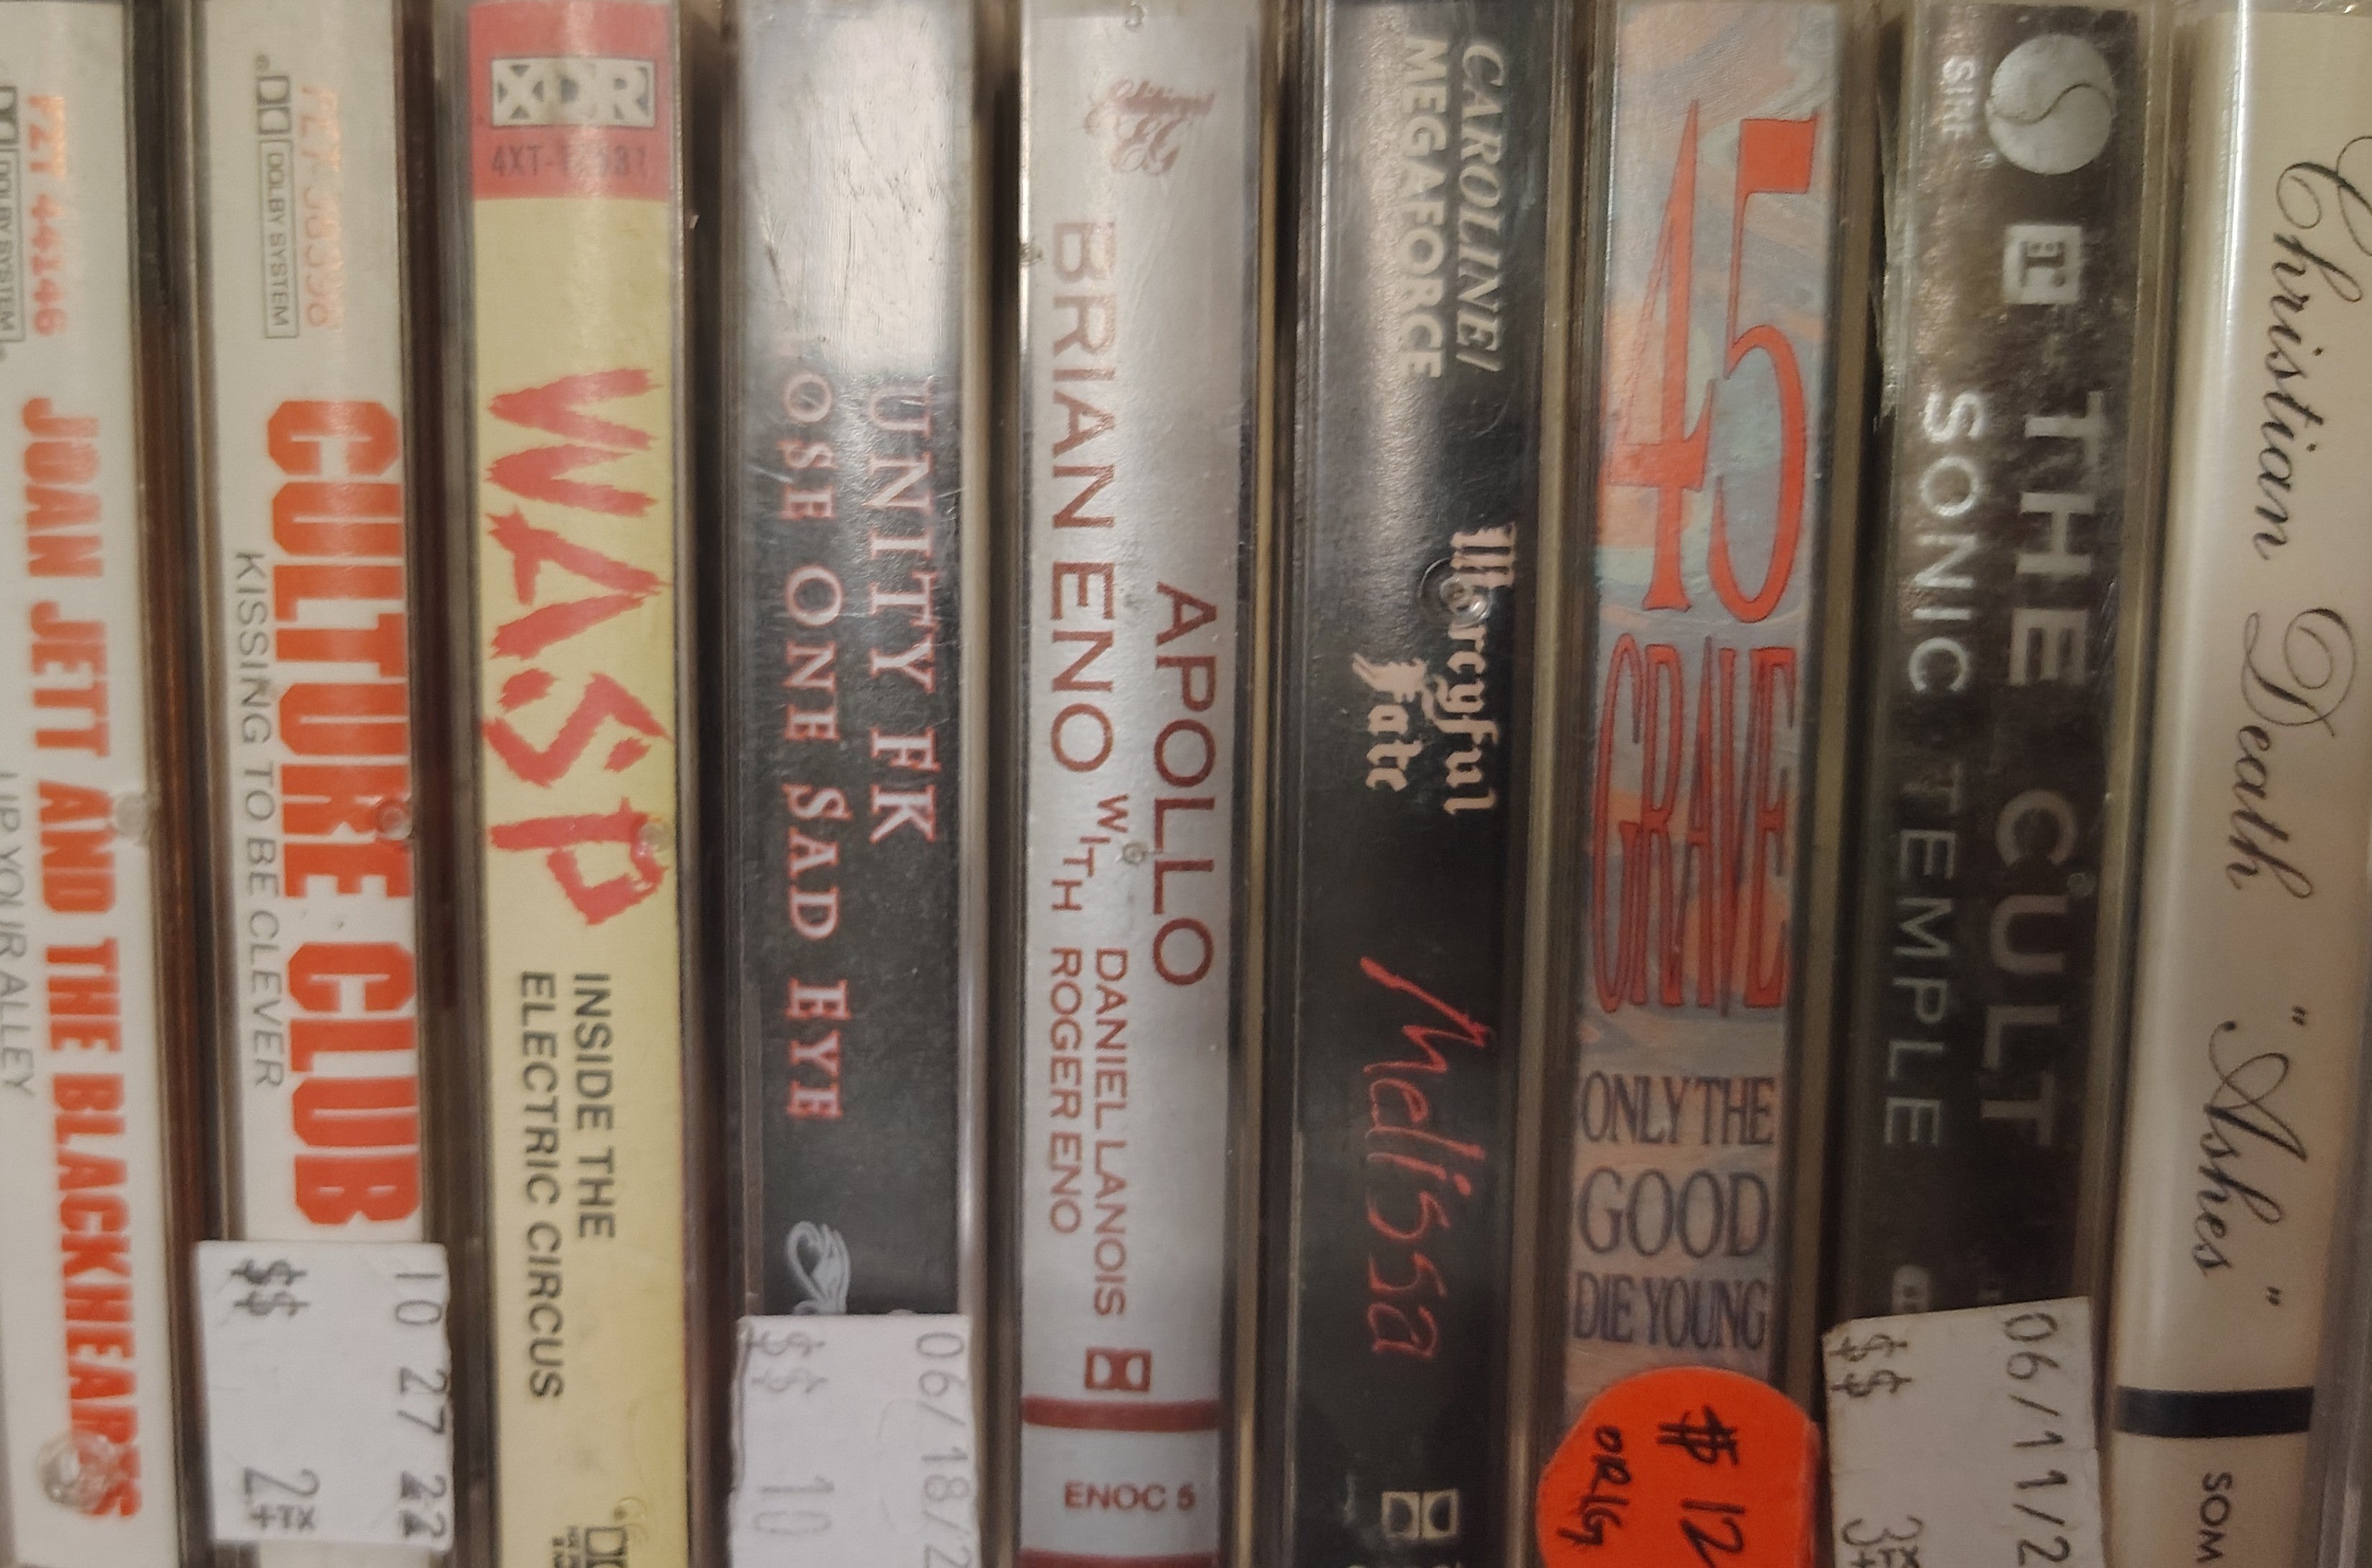 FZT 44146
DOLBY SYSTEM
JOAN JETT AND THE BLACKHEARTS
UP YOUR ALLEY
DOLBY SYSTEM
CULTURE CLUB
KISSING TO BE CLEVER
10 27 22
$$ 2
XDR
WASP
INSIDE THE
ELECTRIC CIRCUS
UNITY FK
OSE ONE SAD EYE
06/18/2
$$ 10
BRIAN ENO
APOLLO
WITH
DANIEL LANOIS
ROGER ENO
ENOC 5
CAROLINE/
MEGAFORCE
Mercyful
Fate
Melissa
45
GRAVE
ONLY THE
GOOD
DIE YOUNG
$12
ORIG
SIRE
THE CULT
SONIC TEMPLE
06/11/2
$$ 3
Christian Death "Ashes"
SOM